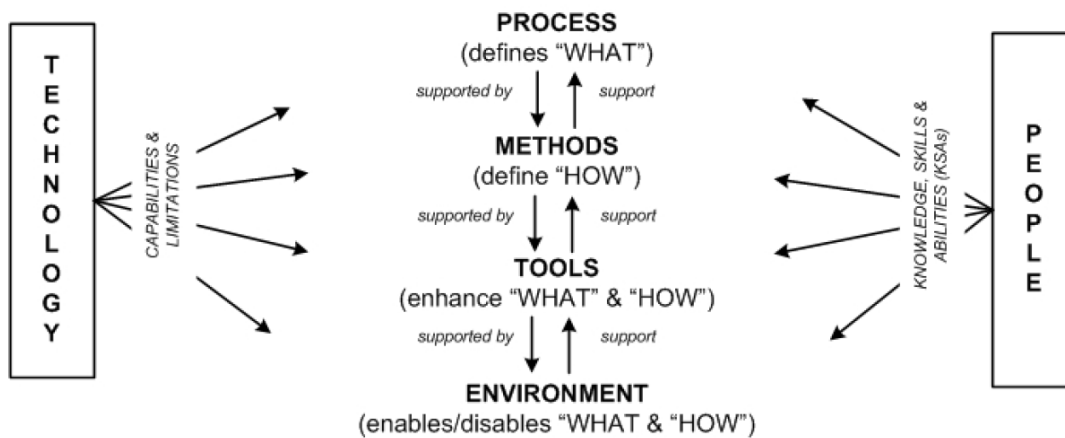 TECHNOLOGY
CAPABILITIES &
LIMITATIONS
PROCESS
(defines “WHAT”)
supported by
support
METHODS
(define “HOW”)
supported by
support
TOOLS
(enhance “WHAT” & “HOW”)
supported by
support
ENVIRONMENT
(enables/disables “WHAT & “HOW”)
KNOWLEDGE, SKILLS &
ABILITIES (KSAs)
PEOPLE